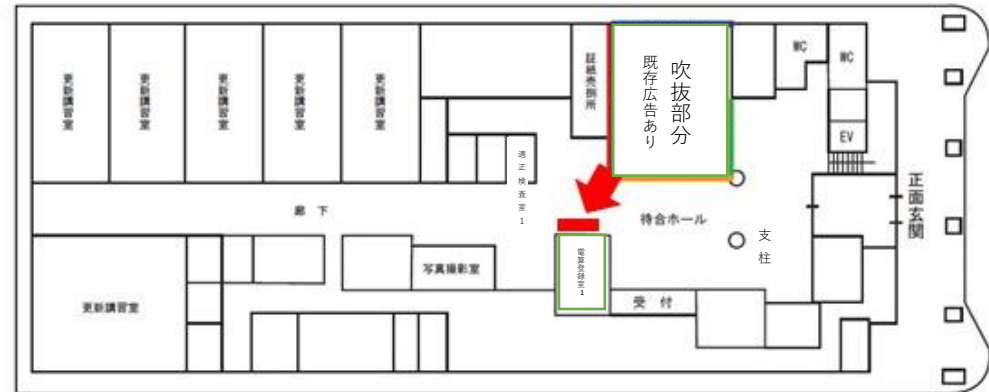 更新講習室
更新講習室
更新講習室
更新講習室
更新講習室
証紙売捌所
吹抜部分
既存広告あり
WC
WC
EV
適正検査室1
廊下
待合ホール
支柱
正面玄関
更新講習室
写真撮影室
電算登録室1
受付